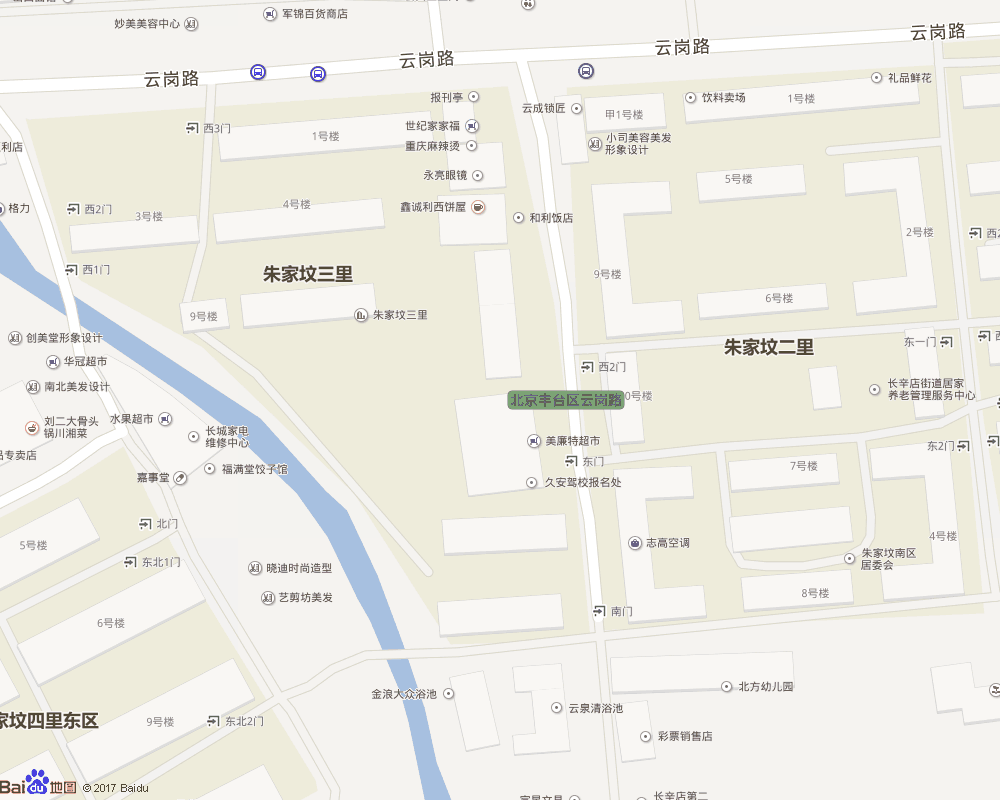 军锦百货商店
妙美美容中心
云岗路
云岗路
云岗路
云岗路
礼品鲜花
报刊亭
饮料卖场
1号楼
云成锁匠
甲1号楼
西3门
世纪家家福
1号楼
小司美容美发
形象设计
重庆麻辣烫
利店
永亮眼镜
5号楼
格力
西2门
3号楼
4号楼
鑫诚利西饼屋
和利饭店
2号楼
西1门
朱家坟三里
9号楼
6号楼
9号楼
朱家坟三里
创美堂形象设计
华冠超市
朱家坟二里
东一门
西2门
南北美发设计
北京丰台区云岗路
0号楼
长辛店街道居家
养老管理服务中心
水果超市
刘二大骨头
锅川湘菜
长城家电
维修中心
美廉特超市
东2门
品专卖店
福满堂饺子馆
东门
7号楼
嘉事堂
久安驾校报名处
北门
5号楼
志高空调
4号楼
朱家坟南区
居委会
东北1门
晓迪时尚造型
艺剪坊美发
8号楼
6号楼
南门
金浪大众浴池
北方幼儿园
云泉清浴池
家坟四里东区
9号楼
东北2门
彩票销售店
Bai du 地图
© 2017 Baidu
长辛店第二